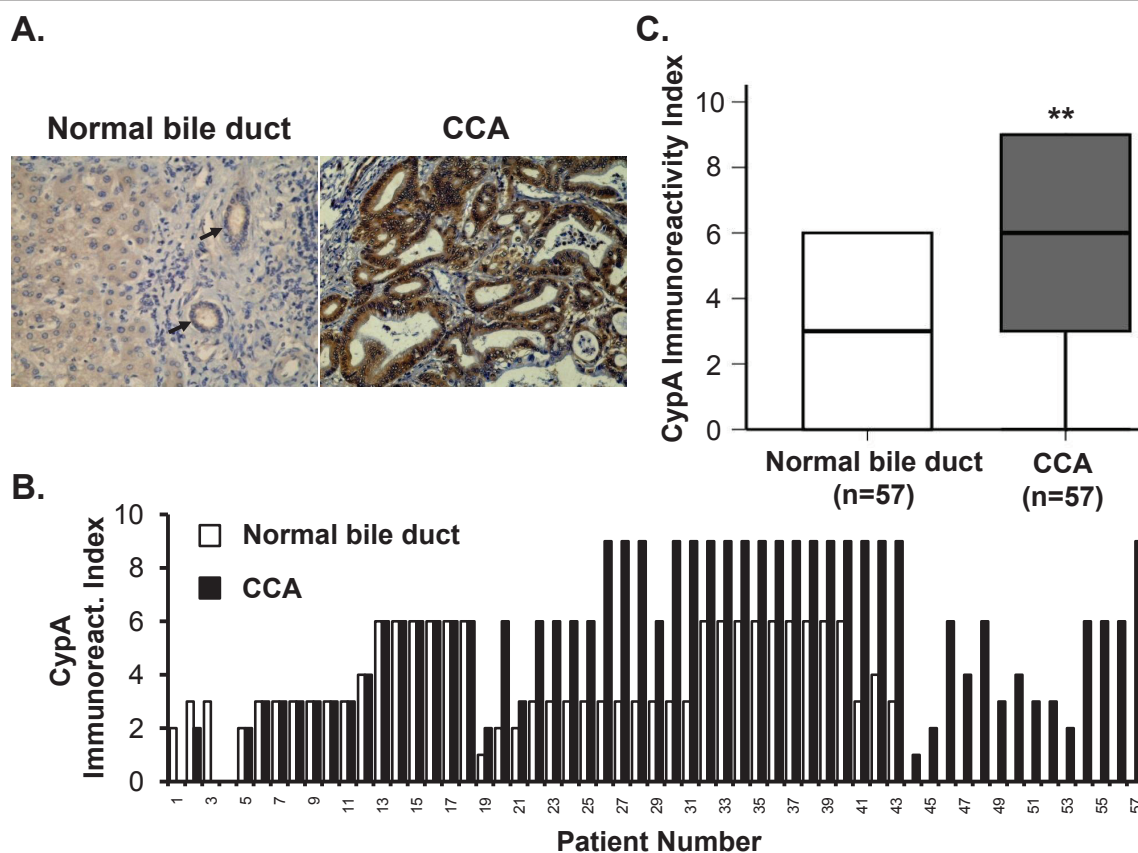 A.
Normal bile duct
CCA
C.
CypA Immunoreactivity Index
10
8
6
4
2
0
**
Normal bile duct
(n=57)
CCA
(n=57)
B.
CypA
Immunoreact. Index
10
8
6
4
2
0
Normal bile duct
CCA
1 3 5 7 9 11 13 15 17 19 21 23 25 27 29 31 33 35 37 39 41 43 45 47 49 51 53 55 57
Patient Number